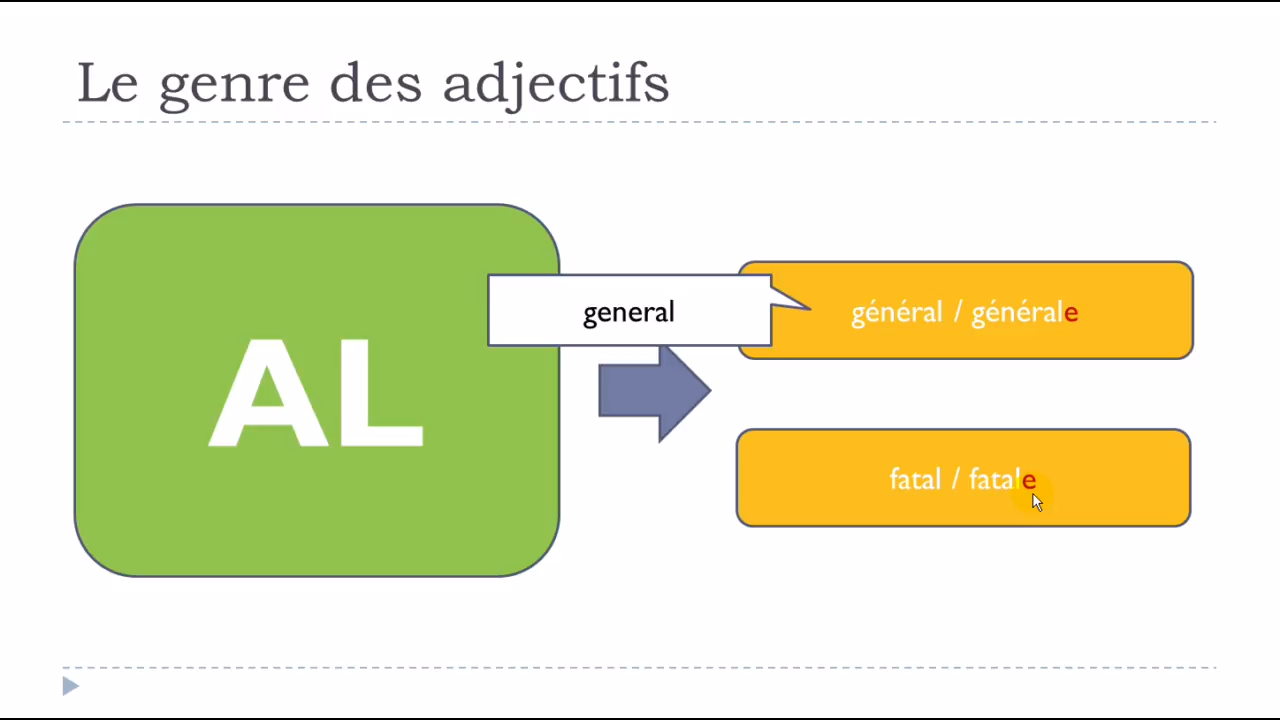 Le genre des adjectifs
AL
general
général / générale
fatal / fatale